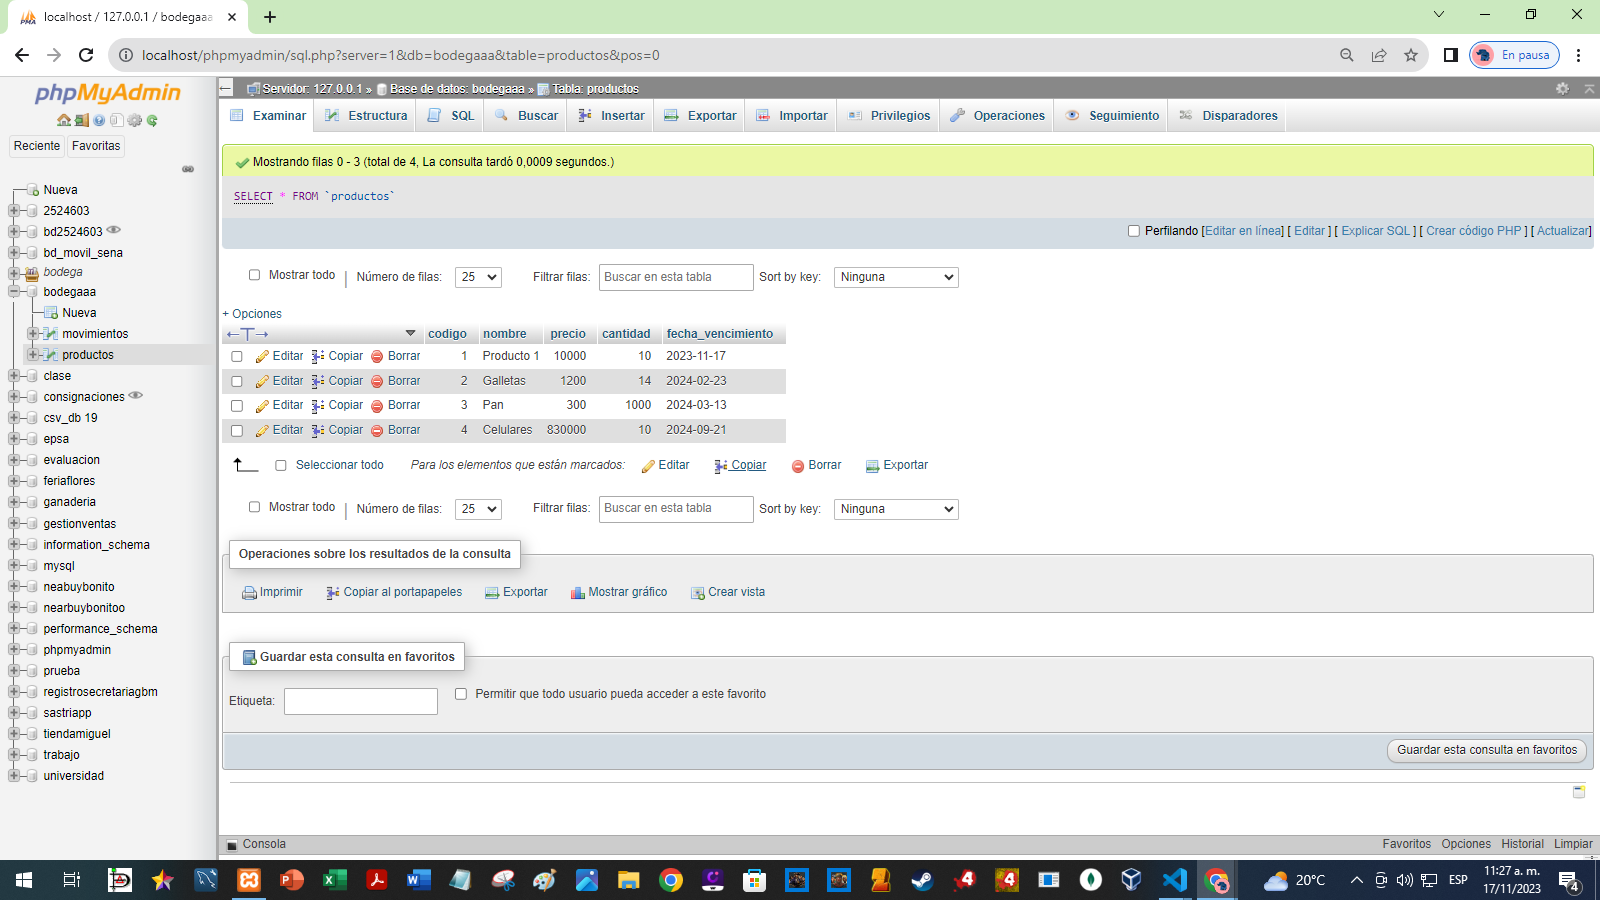 localhost / 127.0.0.1 / bodegaaa
localhost/phpmyadmin/sql.php?server=1&db=bodegaaa&table=productos&pos=0
En pausa
phpMyAdmin
Reciente Favoritas
Nueva
2524603
bd2524603
bd_movil_sena
bodega
bodegaaa
Nueva
movimientos
productos
clase
consignaciones
csv_db 19
epsa
evaluacion
feriaflores
ganaderia
gestionventas
information_schema
mysql
neabuybonito
nearbuybonitoo
performance_schema
phpmyadmin
prueba
registrosecretariagbm
sastriapp
tiendamiguel
trabajo
universidad
Servidor: 127.0.0.1 » Base de datos: bodegaaa » Tabla: productos
Examinar Estructura SQL Buscar Insertar Exportar Importar Privilegios Operaciones Seguimiento Disparadores
Mostrando filas 0 - 3 (total de 4, La consulta tardó 0,0009 segundos.)
SELECT * FROM `productos`
Perfilando [Editar en línea] [ Editar ] [ Explicar SQL ] [ Crear código PHP ] [ Actualizar]
Mostrar todo | Número de filas: 25 Filtrar filas: Buscar en esta tabla Sort by key: Ninguna
+ Opciones
←T→ codigo nombre precio cantidad fecha_vencimiento
Editar Copiar Borrar 1 Producto 1 10000 10 2023-11-17
Editar Copiar Borrar 2 Galletas 1200 14 2024-02-23
Editar Copiar Borrar 3 Pan 300 1000 2024-03-13
Editar Copiar Borrar 4 Celulares 830000 10 2024-09-21
Seleccionar todo Para los elementos que están marcados: Editar Copiar Borrar Exportar
Mostrar todo | Número de filas: 25 Filtrar filas: Buscar en esta tabla Sort by key: Ninguna
Operaciones sobre los resultados de la consulta
Imprimir Copiar al portapapeles Exportar Mostrar gráfico Crear vista
Guardar esta consulta en favoritos
Etiqueta: Permitir que todo usuario pueda acceder a este favorito
Guardar esta consulta en favoritos
Consola Favoritos Opciones Historial Limpiar
20°C ESP 11:27 a. m.
17/11/2023
4